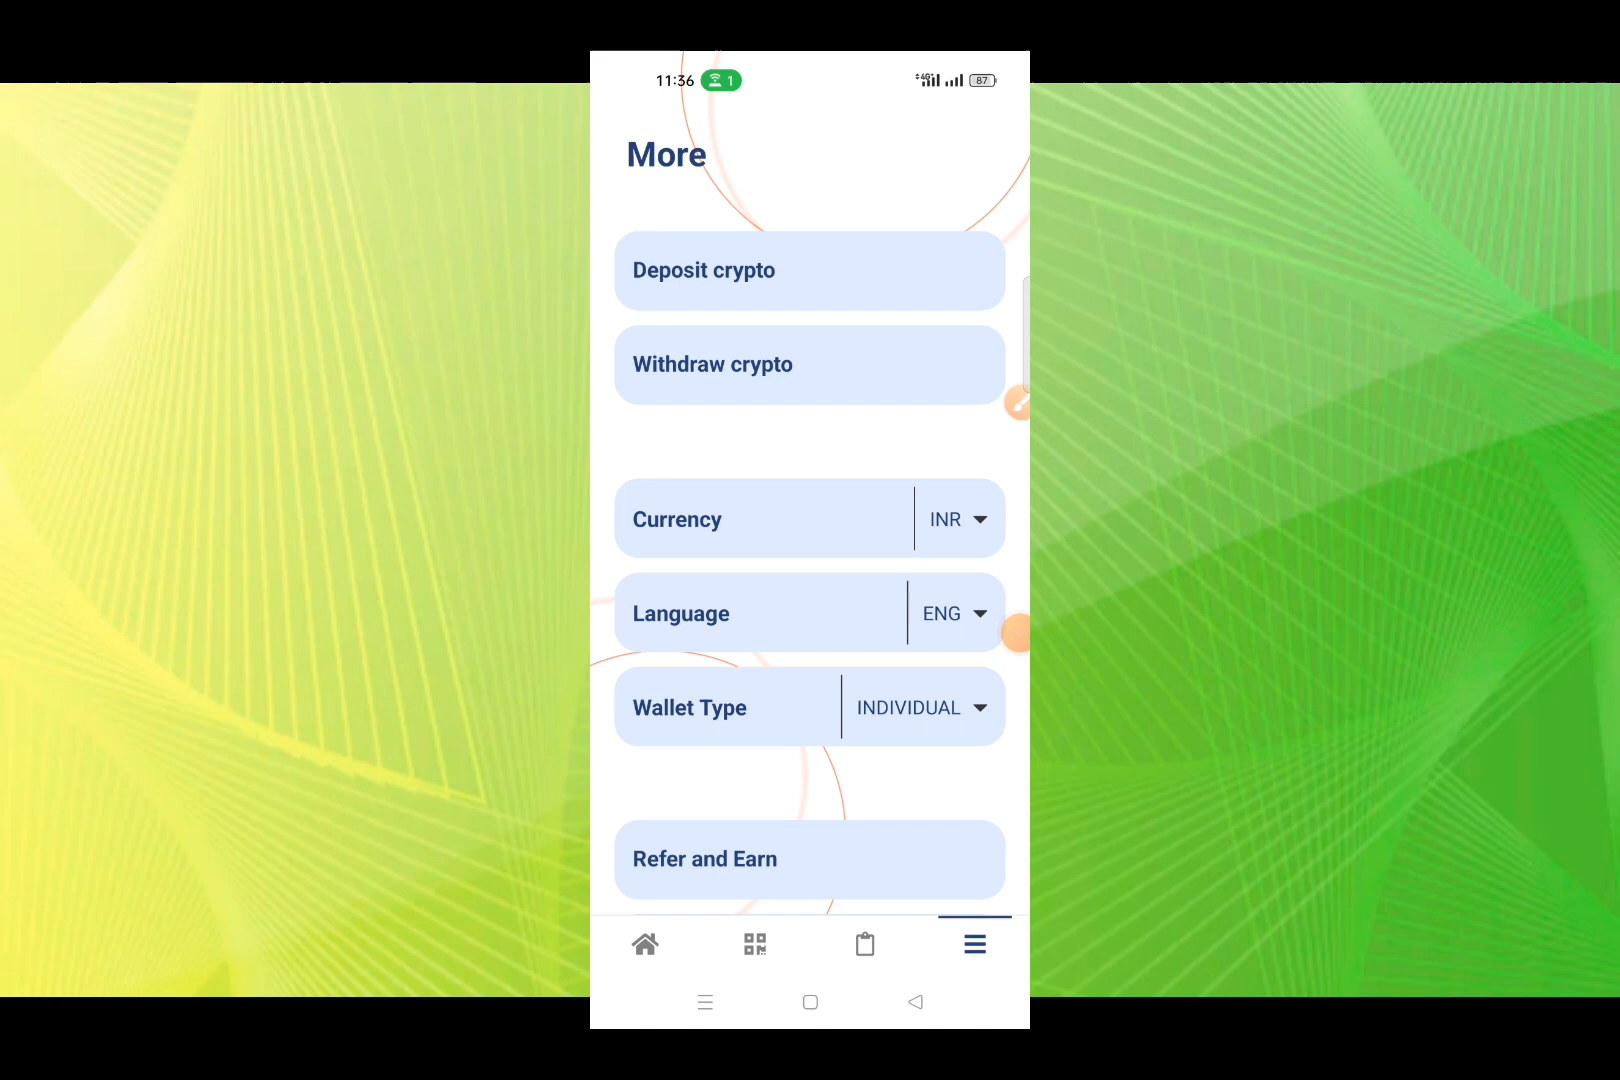 11:36 1 4G+ 87
More
Deposit crypto
Withdraw crypto
Currency INR
Language ENG
Wallet Type INDIVIDUAL
Refer and Earn